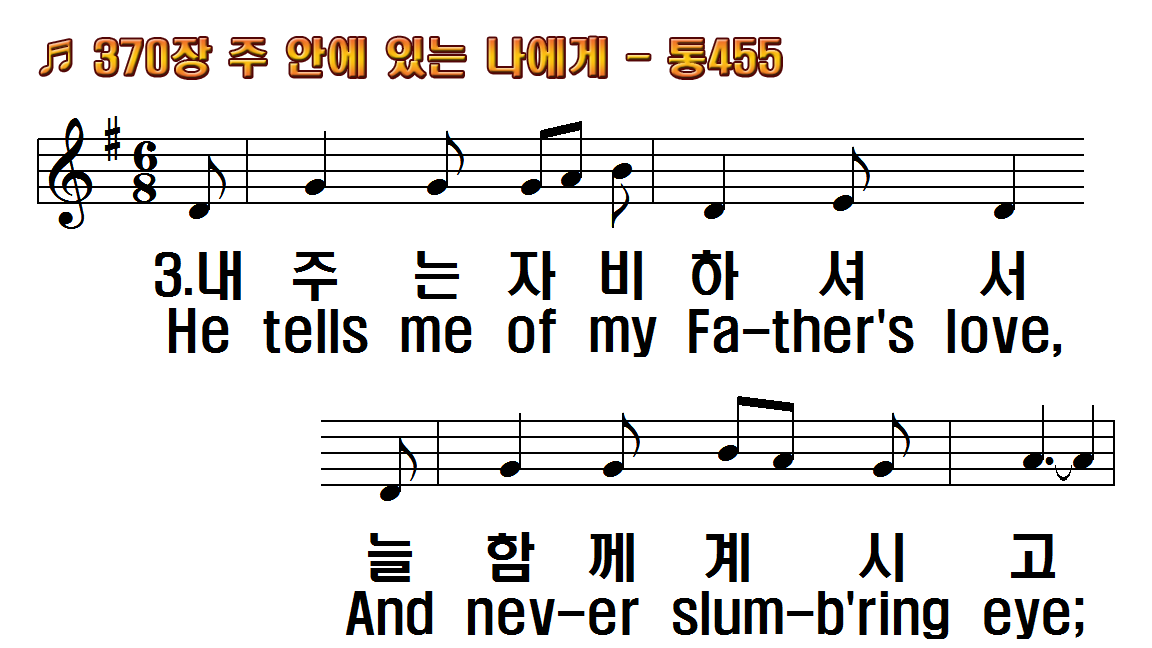 ♬ 370장 주 안에 있는 나에게 - 통455
6
8
3.내 주 는 자 비 하 셔 서
He tells me of my Fa-ther's love,
늘 함 께 계 시 고
And nev-er slum-b'ring eye;